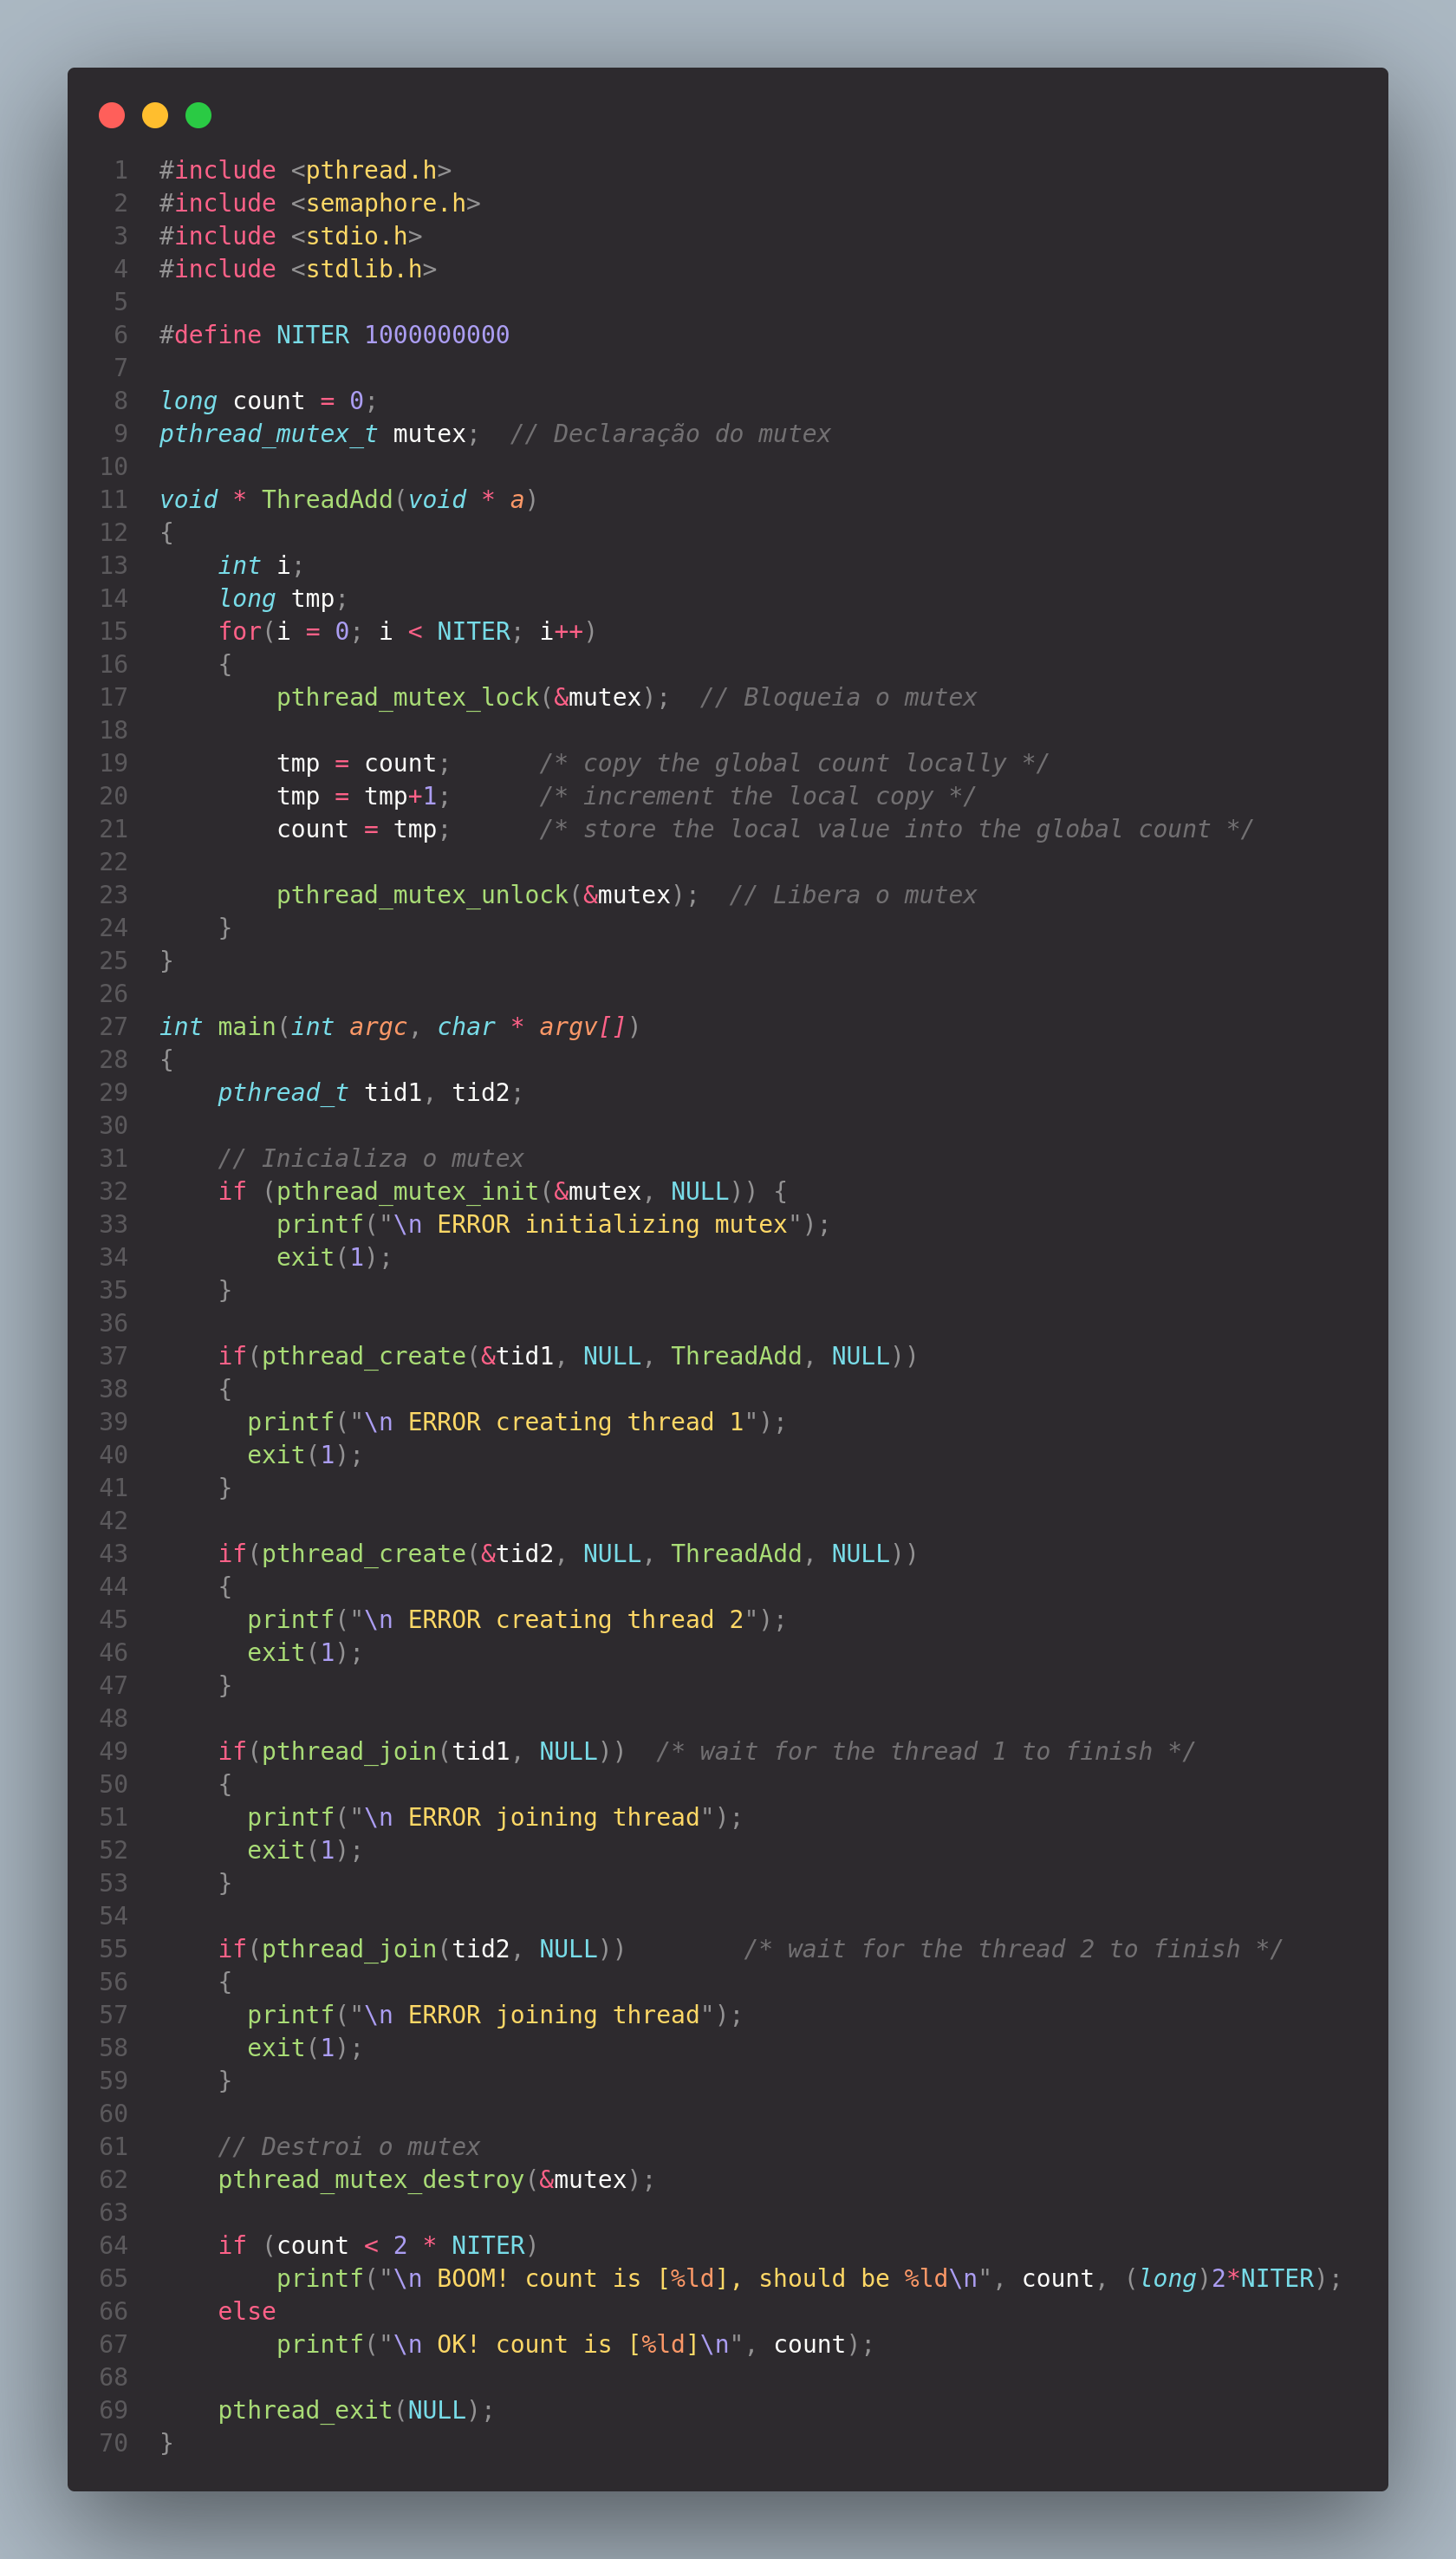 1 #include <pthread.h>
2 #include <semaphore.h>
3 #include <stdio.h>
4 #include <stdlib.h>
5
6 #define NITER 1000000000
7
8 long count = 0;
9 pthread_mutex_t mutex;  // Declaração do mutex
10
11 void * ThreadAdd(void * a)
12 {
13     int i;
14     long tmp;
15     for(i = 0; i < NITER; i++)
16     {
17         pthread_mutex_lock(&mutex);  // Bloqueia o mutex
18
19         tmp = count;      /* copy the global count locally */
20         tmp = tmp+1;      /* increment the local copy */
21         count = tmp;      /* store the local value into the global count */
22
23         pthread_mutex_unlock(&mutex);  // Libera o mutex
24     }
25 }
26
27 int main(int argc, char * argv[])
28 {
29     pthread_t tid1, tid2;
30
31     // Inicializa o mutex
32     if (pthread_mutex_init(&mutex, NULL)) {
33         printf("\n ERROR initializing mutex");
34         exit(1);
35     }
36
37     if(pthread_create(&tid1, NULL, ThreadAdd, NULL))
38     {
39       printf("\n ERROR creating thread 1");
40       exit(1);
41     }
42
43     if(pthread_create(&tid2, NULL, ThreadAdd, NULL))
44     {
45       printf("\n ERROR creating thread 2");
46       exit(1);
47     }
48
49     if(pthread_join(tid1, NULL))  /* wait for the thread 1 to finish */
50     {
51       printf("\n ERROR joining thread");
52       exit(1);
53     }
54
55     if(pthread_join(tid2, NULL))        /* wait for the thread 2 to finish */
56     {
57       printf("\n ERROR joining thread");
58       exit(1);
59     }
60
61     // Destroi o mutex
62     pthread_mutex_destroy(&mutex);
63
64     if (count < 2 * NITER)
65         printf("\n BOOM! count is [%ld], should be %ld\n", count, (long)2*NITER);
66     else
67         printf("\n OK! count is [%ld]\n", count);
68
69     pthread_exit(NULL);
70 }